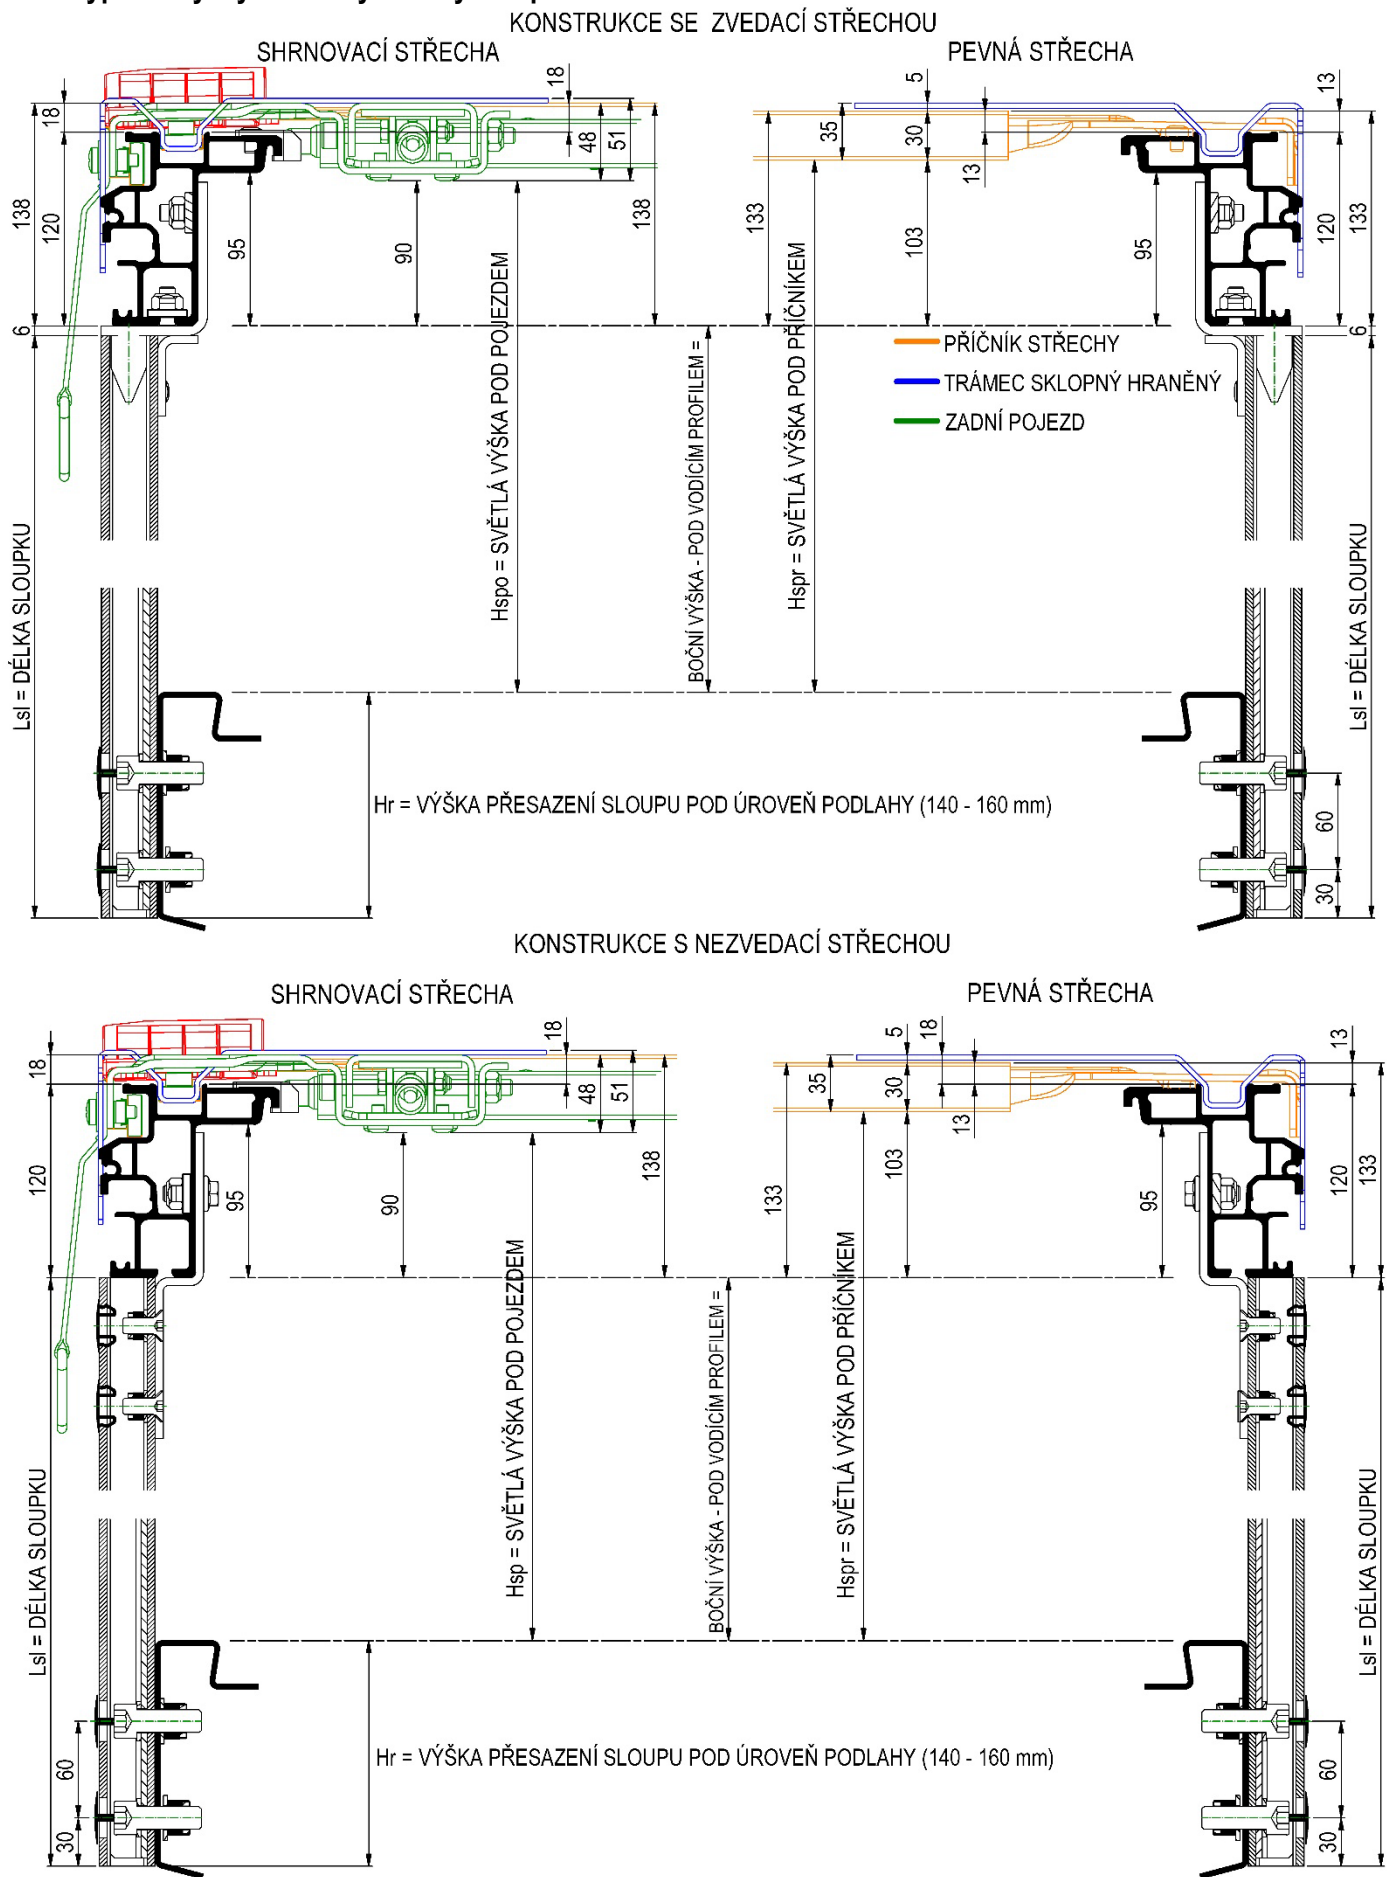 KONSTRUKCE SE ZVEDACÍ STŘECHOU
SHRNOVACÍ STŘECHA
PEVNÁ STŘECHA
18
18
48
51
138
120
95
90
138
6
5
35
30
13
13
133
103
95
120
133
6
PŘÍČNÍK STŘECHY
TRÁMEC SKLOPNÝ HRANĚNÝ
ZADNÍ POJEZD
Lsl = DÉLKA SLOUPKU
Hspo = SVĚTLÁ VÝŠKA POD POJEZDEM
BOČNÍ VÝŠKA - POD VODÍCÍM PROFILEM =
Hspr = SVĚTLÁ VÝŠKA POD PŘÍČNÍKEM
Lsl = DÉLKA SLOUPKU
Hr = VÝŠKA PŘESAZENÍ SLOUPU POD ÚROVEŇ PODLAHY (140 - 160 mm)
60
30
KONSTRUKCE S NEZVEDACÍ STŘECHOU
SHRNOVACÍ STŘECHA
PEVNÁ STŘECHA
18
18
48
51
120
95
90
138
5
18
35
30
13
13
133
103
95
120
133
Lsl = DÉLKA SLOUPKU
Hsp = SVĚTLÁ VÝŠKA POD POJEZDEM
BOČNÍ VÝŠKA - POD VODÍCÍM PROFILEM =
Hspr = SVĚTLÁ VÝŠKA POD PŘÍČNÍKEM
Lsl = DÉLKA SLOUPKU
Hr = VÝŠKA PŘESAZENÍ SLOUPU POD ÚROVEŇ PODLAHY (140 - 160 mm)
60
30
60
30